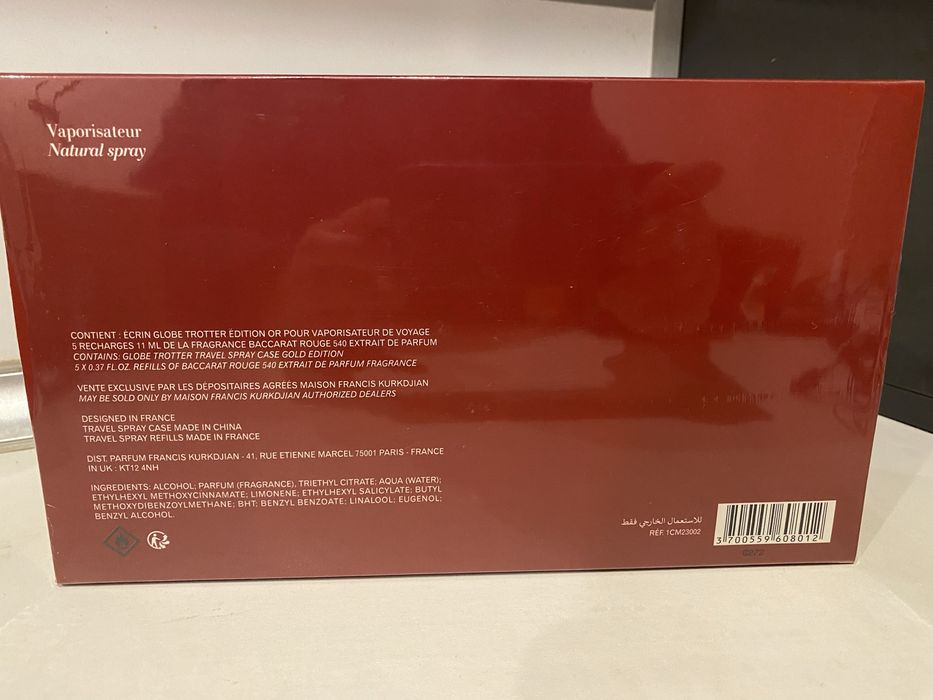 Vaporisateur
Natural spray
CONTIENT : ÉCRIN GLOBE TROTTER ÉDITION OR POUR VAPORISATEUR DE VOYAGE
5 RECHARGES 11 ML DE LA FRAGRANCE BACCARAT ROUGE 540 EXTRAIT DE PARFUM
CONTAINS: GLOBE TROTTER TRAVEL SPRAY CASE GOLD EDITION
5 X 0.37 FL.OZ. REFILLS OF BACCARAT ROUGE 540 EXTRAIT DE PARFUM FRAGRANCE
VENTE EXCLUSIVE PAR LES DÉPOSITAIRES AGRÉÉS MAISON FRANCIS KURKDJIAN
MAY BE SOLD ONLY BY MAISON FRANCIS KURKDJIAN AUTHORIZED DEALERS
DESIGNED IN FRANCE
TRAVEL SPRAY CASE MADE IN CHINA
TRAVEL SPRAY REFILLS MADE IN FRANCE
DIST. PARFUM FRANCIS KURKDJIAN - 41, RUE ETIENNE MARCEL 75001 PARIS - FRANCE
IN UK : KT12 4NH
INGREDIENTS: ALCOHOL; PARFUM (FRAGRANCE), TRIETHYL CITRATE; AQUA (WATER);
ETHYLHEXYL METHOXYCINNAMATE; LIMONENE; ETHYLHEXYL SALICYLATE; BUTYL
METHOXYDIBENZOYLMETHANE; BHT; BENZYL BENZOATE; LINALOOL; EUGENOL;
BENZYL ALCOHOL.
للاستعمال الخارجي فقط
RÉF. 1CM23002
3 700559 608012